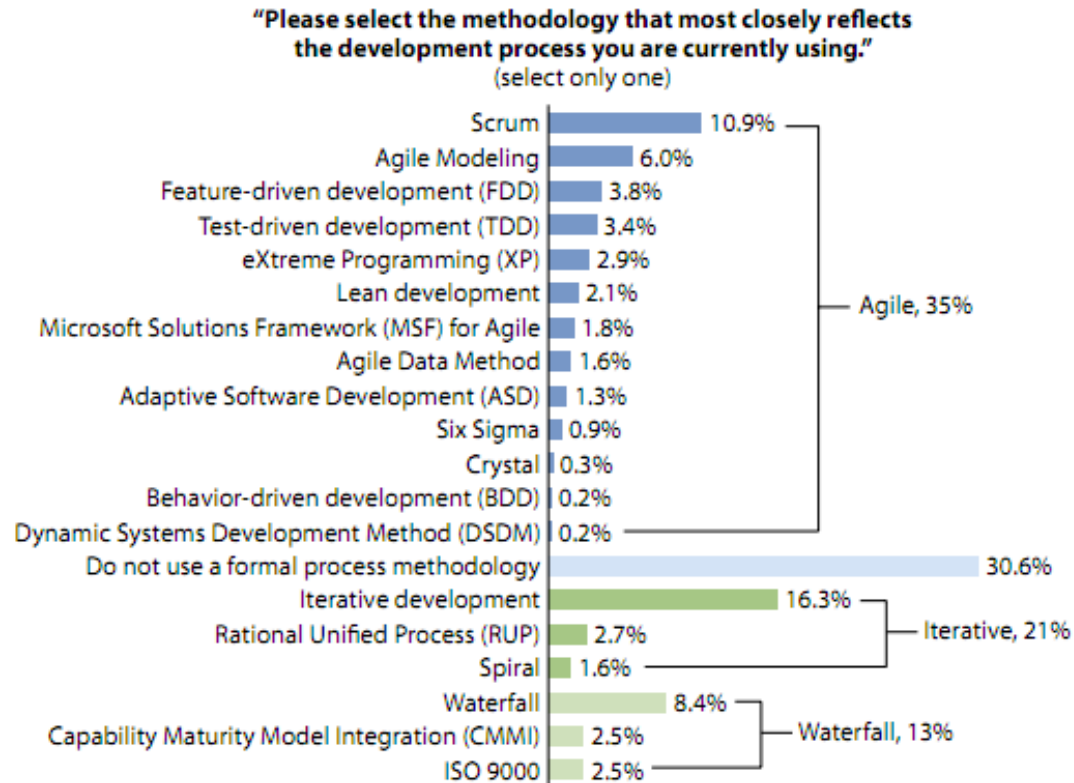 “Please select the methodology that most closely reflects
the development process you are currently using.”
(select only one)
Scrum 10.9%
Agile Modeling 6.0%
Feature-driven development (FDD) 3.8%
Test-driven development (TDD) 3.4%
eXtreme Programming (XP) 2.9%
Lean development 2.1%
Agile, 35%
Microsoft Solutions Framework (MSF) for Agile 1.8%
Agile Data Method 1.6%
Adaptive Software Development (ASD) 1.3%
Six Sigma 0.9%
Crystal 0.3%
Behavior-driven development (BDD) 0.2%
Dynamic Systems Development Method (DSDM) 0.2%
Do not use a formal process methodology 30.6%
Iterative development 16.3%
Rational Unified Process (RUP) 2.7%
Iterative, 21%
Spiral 1.6%
Waterfall 8.4%
Capability Maturity Model Integration (CMMI) 2.5%
Waterfall, 13%
ISO 9000 2.5%